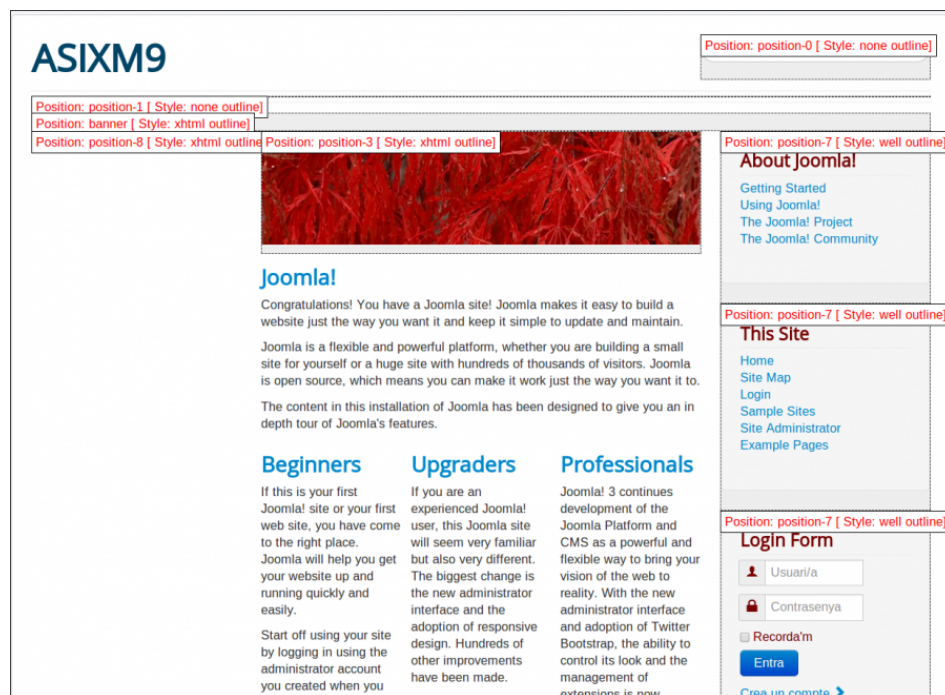 ASIXM9
Position: position-0 [ Style: none outline]
Position: position-1 [ Style: none outline]
Position: banner [ Style: xhtml outline]
Position: position-8 [ Style: xhtml outline
Position: position-3 [ Style: xhtml outline]
Joomla!
Congratulations! You have a Joomla site! Joomla makes it easy to build a
website just the way you want it and keep it simple to update and maintain.
Joomla is a flexible and powerful platform, whether you are building a small
site for yourself or a huge site with hundreds of thousands of visitors. Joomla
is open source, which means you can make it work just the way you want it to.
The content in this installation of Joomla has been designed to give you an in
depth tour of Joomla's features.
Beginners
If this is your first
Joomla! site or your first
web site, you have come
to the right place.
Joomla will help you get
your website up and
running quickly and
easily.
Start off using your site
by logging in using the
administrator account
you created when you
Upgraders
If you are an
experienced Joomla!
user, this Joomla site
will seem very familiar
but also very different.
The biggest change is
the new administrator
interface and the
adoption of responsive
design. Hundreds of
other improvements
have been made.
Professionals
Joomla! 3 continues
development of the
Joomla Platform and
CMS as a powerful and
flexible way to bring your
vision of the web to
reality. With the new
administrator interface
and adoption of Twitter
Bootstrap, the ability to
control its look and the
management of
extensions is now
Position: position-7 [ Style: well outline]
About Joomla!
Getting Started
Using Joomla!
The Joomla! Project
The Joomla! Community
Position: position-7 [ Style: well outline]
This Site
Home
Site Map
Login
Sample Sites
Site Administrator
Example Pages
Position: position-7 [ Style: well outline]
Login Form
Usuari/a
Contrasenya
Recorda'm
Entra
Crea un compte